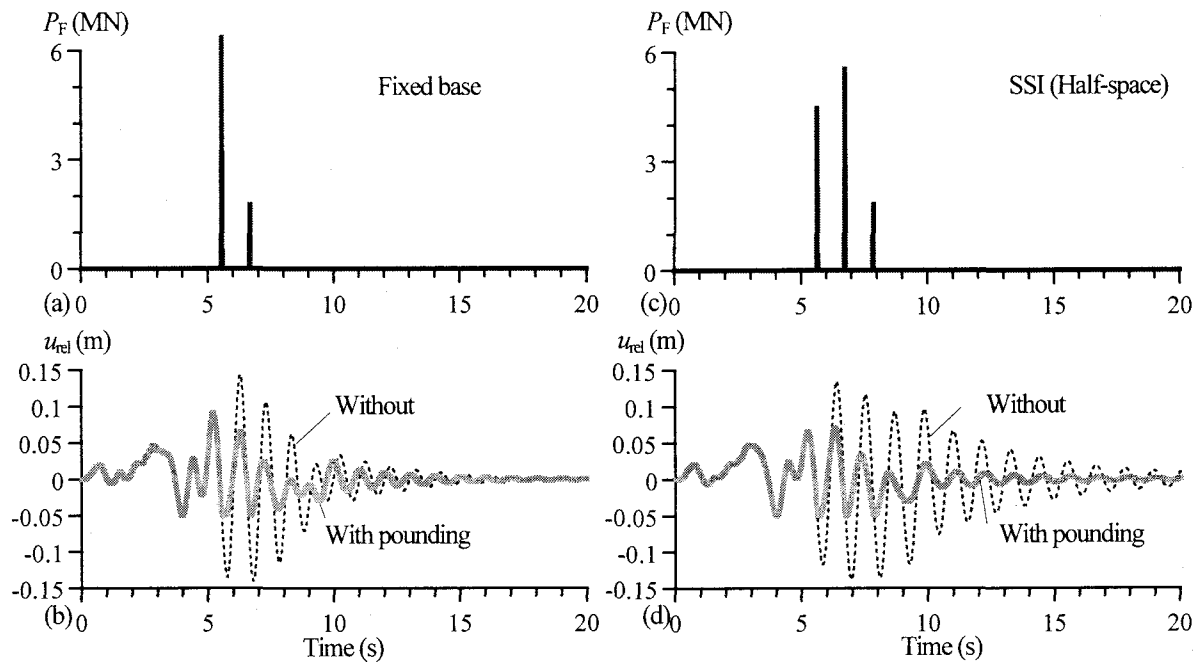 P_F (MN)
6
3
0
Fixed base
(a)
0
5
10
15
20
P_F (MN)
6
3
0
SSI (Half-space)
(c)
0
5
10
15
20
u_rel (m)
0.15
0.1
0.05
0
-0.05
-0.1
-0.15
Without
With pounding
(b)
0
5
10
15
20
Time (s)
u_rel (m)
0.15
0.1
0.05
0
-0.05
-0.1
-0.15
Without
With pounding
(d)
0
5
10
15
20
Time (s)